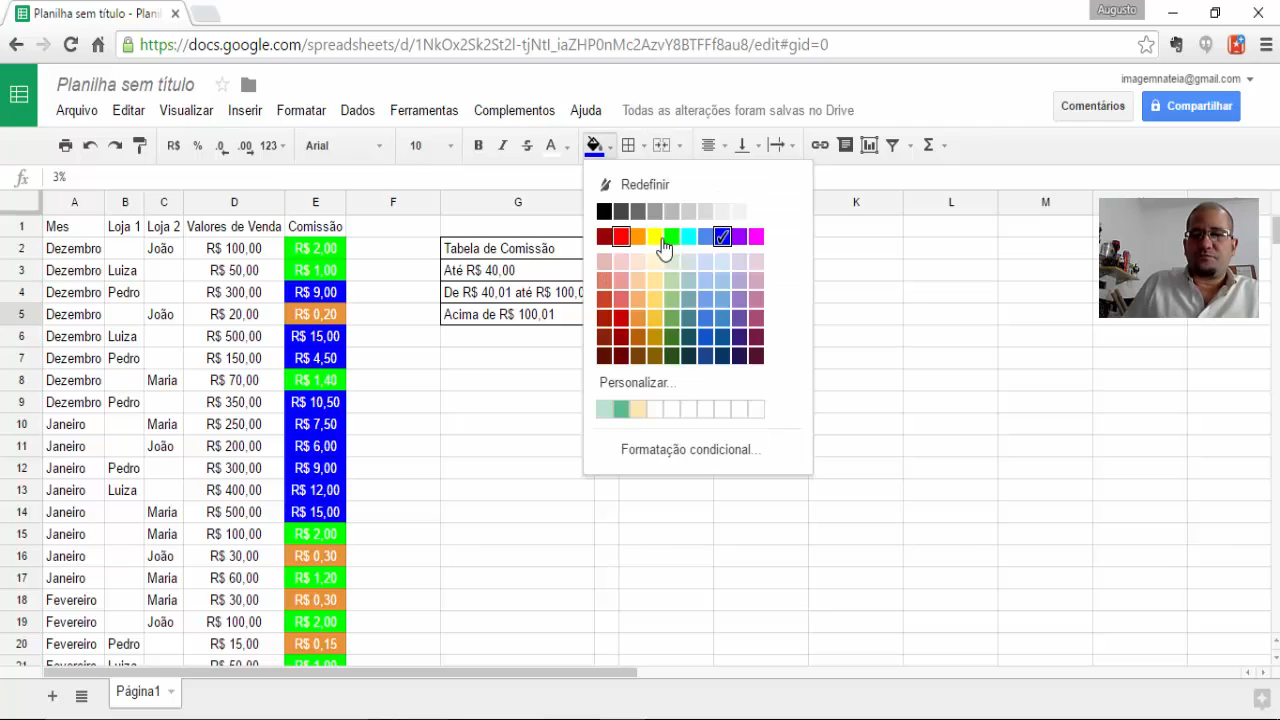 Planilha sem título - Plani
Augusto
https://docs.google.com/spreadsheets/d/1NkOx2Sk2St2l-tjNtI_iaZHP0nMc2AzvY8BTFFf8au8/edit#gid=0
Planilha sem título
imagemnateia@gmail.com
Arquivo Editar Visualizar Inserir Formatar Dados Ferramentas Complementos Ajuda Todas as alterações foram salvas no Drive
Comentários Compartilhar
R$ % .0 .00 123 Arial 10 B I S A Σ
fx 3%
A B C D E F G K L M
1 Mes Loja 1 Loja 2 Valores de Venda Comissão
2 Dezembro João R$ 100,00 R$ 2,00 Tabela de Comissão
3 Dezembro Luiza R$ 50,00 R$ 1,00 Até R$ 40,00
4 Dezembro Pedro R$ 300,00 R$ 9,00 De R$ 40,01 até R$ 100,0
5 Dezembro João R$ 20,00 R$ 0,20 Acima de R$ 100,01
6 Dezembro Luiza R$ 500,00 R$ 15,00
7 Dezembro Pedro R$ 150,00 R$ 4,50
8 Dezembro Maria R$ 70,00 R$ 1,40
9 Dezembro Pedro R$ 350,00 R$ 10,50
10 Janeiro Maria R$ 250,00 R$ 7,50
11 Janeiro João R$ 200,00 R$ 6,00
12 Janeiro Pedro R$ 300,00 R$ 9,00
13 Janeiro Luiza R$ 400,00 R$ 12,00
14 Janeiro Maria R$ 500,00 R$ 15,00
15 Janeiro Maria R$ 100,00 R$ 2,00
16 Janeiro João R$ 30,00 R$ 0,30
17 Janeiro Maria R$ 60,00 R$ 1,20
18 Fevereiro Maria R$ 30,00 R$ 0,30
19 Fevereiro João R$ 100,00 R$ 2,00
20 Fevereiro Pedro R$ 15,00 R$ 0,15
21 Fevereiro Luiza R$ 50,00 R$ 1,00
Redefinir
Personalizar...
Formatação condicional...
Página1